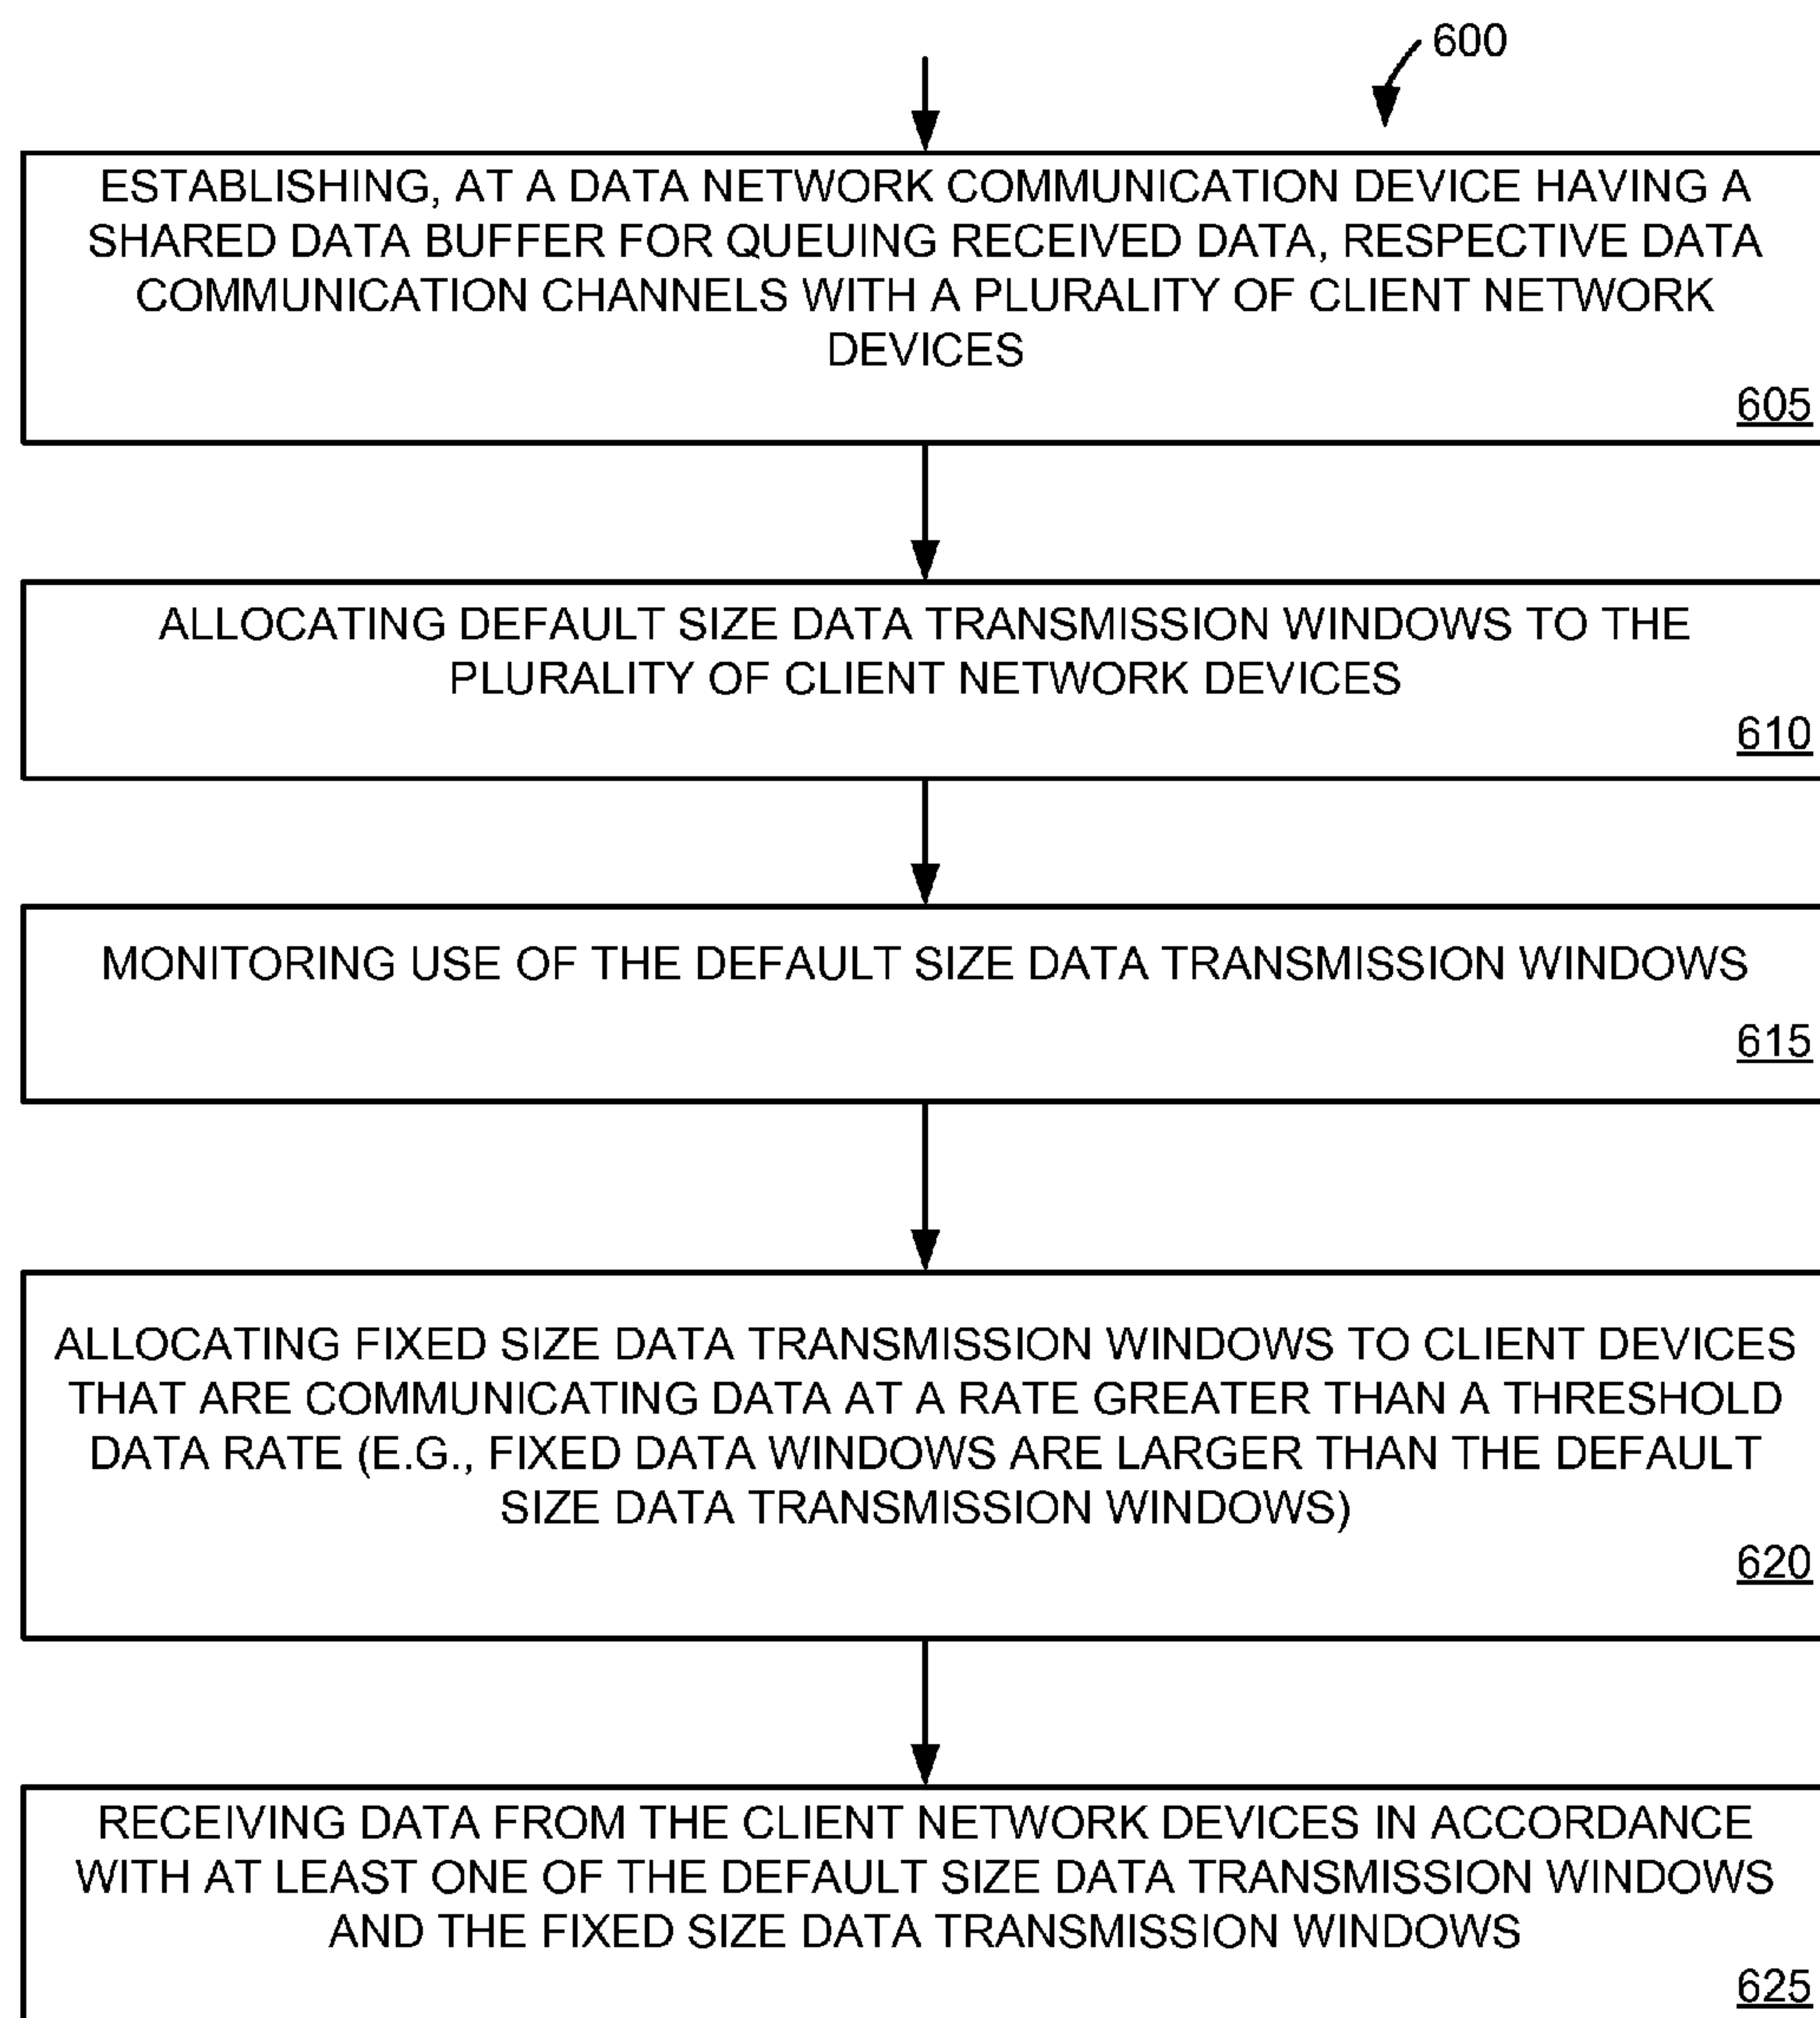 600
ESTABLISHING, AT A DATA NETWORK COMMUNICATION DEVICE HAVING A
SHARED DATA BUFFER FOR QUEUING RECEIVED DATA, RESPECTIVE DATA
COMMUNICATION CHANNELS WITH A PLURALITY OF CLIENT NETWORK
DEVICES
605
ALLOCATING DEFAULT SIZE DATA TRANSMISSION WINDOWS TO THE
PLURALITY OF CLIENT NETWORK DEVICES
610
MONITORING USE OF THE DEFAULT SIZE DATA TRANSMISSION WINDOWS
615
ALLOCATING FIXED SIZE DATA TRANSMISSION WINDOWS TO CLIENT DEVICES
THAT ARE COMMUNICATING DATA AT A RATE GREATER THAN A THRESHOLD
DATA RATE (E.G., FIXED DATA WINDOWS ARE LARGER THAN THE DEFAULT
SIZE DATA TRANSMISSION WINDOWS)
620
RECEIVING DATA FROM THE CLIENT NETWORK DEVICES IN ACCORDANCE
WITH AT LEAST ONE OF THE DEFAULT SIZE DATA TRANSMISSION WINDOWS
AND THE FIXED SIZE DATA TRANSMISSION WINDOWS
625